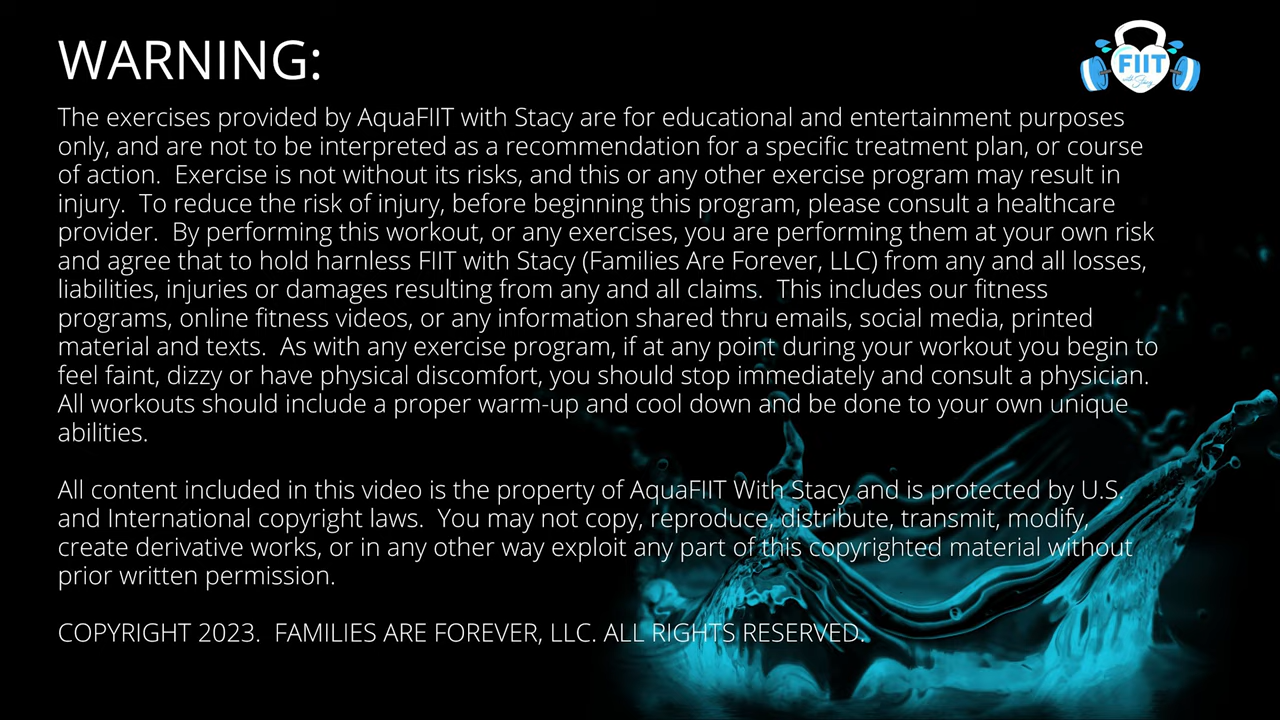 WARNING:
FIIT
with Stacy
The exercises provided by AquaFIIT with Stacy are for educational and entertainment purposes
only, and are not to be interpreted as a recommendation for a specific treatment plan, or course
of action.  Exercise is not without its risks, and this or any other exercise program may result in
injury.  To reduce the risk of injury, before beginning this program, please consult a healthcare
provider.  By performing this workout, or any exercises, you are performing them at your own risk
and agree that to hold harmless FIIT with Stacy (Families Are Forever, LLC) from any and all losses,
liabilities, injuries or damages resulting from any and all claims.  This includes our fitness
programs, online fitness videos, or any information shared thru emails, social media, printed
material and texts.  As with any exercise program, if at any point during your workout you begin to
feel faint, dizzy or have physical discomfort, you should stop immediately and consult a physician.
All workouts should include a proper warm-up and cool down and be done to your own unique
abilities.
All content included in this video is the property of AquaFIIT With Stacy and is protected by U.S.
and International copyright laws.  You may not copy, reproduce, distribute, transmit, modify,
create derivative works, or in any other way exploit any part of this copyrighted material without
prior written permission.
COPYRIGHT 2023.  FAMILIES ARE FOREVER, LLC. ALL RIGHTS RESERVED.